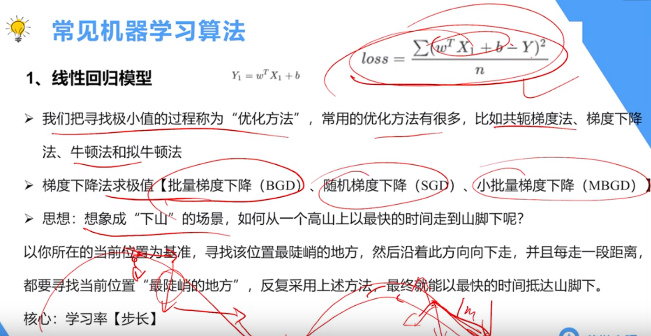 常见机器学习算法
loss = ∑(wᵀX₁ + b − Y)² / n
1、线性回归模型 Y₁ = wᵀX₁ + b
➢ 我们把寻找极小值的过程称为“优化方法”，常用的优化方法有很多，比如共轭梯度法、梯度下降
法、牛顿法和拟牛顿法
➢ 梯度下降法求极值【批量梯度下降（BGD）、随机梯度下降（SGD）、小批量梯度下降（MBGD）】
➢ 思想：想象成“下山”的场景，如何从一个高山上以最快的时间走到山脚下呢？
以你所在的当前位置为基准，寻找该位置最陡峭的地方，然后沿着此方向向下走，并且每走一段距离，
都要寻找当前位置“最陡峭的地方”，反复采用上述方法，最终就能以最快的时间抵达山脚下。
核心：学习率【步长】